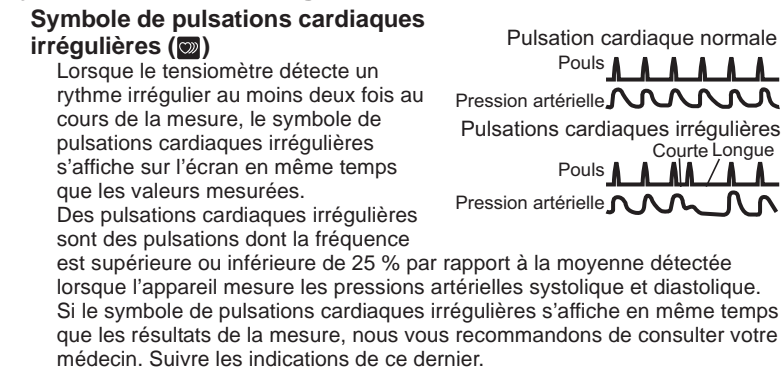 Symbole de pulsations cardiaques
irrégulières ( )
Lorsque le tensiomètre détecte un
rythme irrégulier au moins deux fois au
cours de la mesure, le symbole de
pulsations cardiaques irrégulières
s’affiche sur l’écran en même temps
que les valeurs mesurées.
Des pulsations cardiaques irrégulières
sont des pulsations dont la fréquence
est supérieure ou inférieure de 25 % par rapport à la moyenne détectée
lorsque l’appareil mesure les pressions artérielles systolique et diastolique.
Si le symbole de pulsations cardiaques irrégulières s’affiche en même temps
que les résultats de la mesure, nous vous recommandons de consulter votre
médecin. Suivre les indications de ce dernier.
Pulsation cardiaque normale
Pouls
Pression artérielle
Pulsations cardiaques irrégulières
Courte Longue
Pouls
Pression artérielle